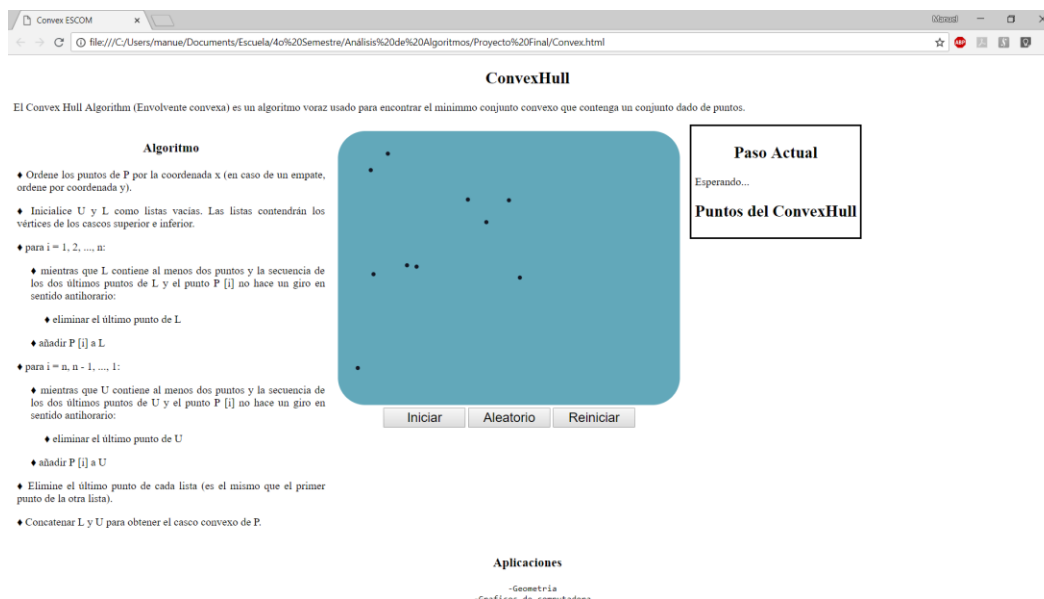 Convex ESCOM
Manuel
file:///C:/Users/manue/Documents/Escuela/4o%20Semestre/Análisis%20de%20Algoritmos/Proyecto%20Final/Convex.html
ABP
ConvexHull
El Convex Hull Algorithm (Envolvente convexa) es un algoritmo voraz usado para encontrar el minimmo conjunto convexo que contenga un conjunto dado de puntos.
Algoritmo
♦ Ordene los puntos de P por la coordenada x (en caso de un empate,
ordene por coordenada y).
♦ Inicialice U y L como listas vacías. Las listas contendrán los
vértices de los cascos superior e inferior.
♦ para i = 1, 2, ..., n:
♦ mientras que L contiene al menos dos puntos y la secuencia de
los dos últimos puntos de L y el punto P [i] no hace un giro en
sentido antihorario:
♦ eliminar el último punto de L
♦ añadir P [i] a L
♦ para i = n, n - 1, ..., 1:
♦ mientras que U contiene al menos dos puntos y la secuencia de
los dos últimos puntos de U y el punto P [i] no hace un giro en
sentido antihorario:
♦ eliminar el último punto de U
♦ añadir P [i] a U
♦ Elimine el último punto de cada lista (es el mismo que el primer
punto de la otra lista).
♦ Concatenar L y U para obtener el casco convexo de P.
Iniciar
Aleatorio
Reiniciar
Paso Actual
Esperando...
Puntos del ConvexHull
Aplicaciones
-Geometria
-Graficas de computadora